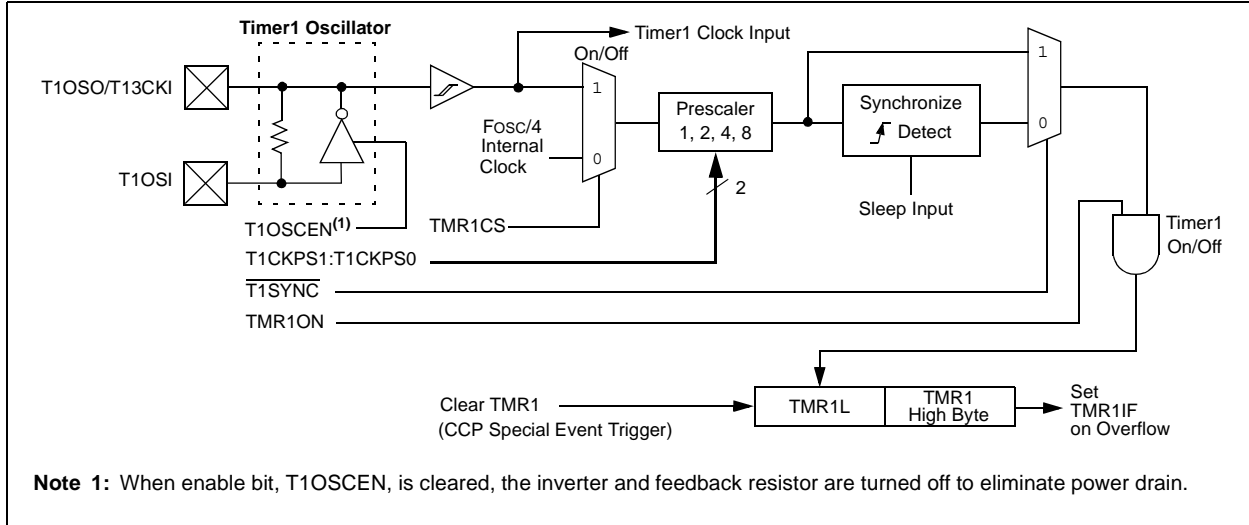 Timer1 Oscillator
T1OSO/T13CKI
T1OSI
Timer1 Clock Input
On/Off
1
0
FOSC/4
Internal
Clock
Prescaler
1, 2, 4, 8
2
Synchronize
Detect
Sleep Input
1
0
T1OSCEN(1)
TMR1CS
T1CKPS1:T1CKPS0
T1SYNC
TMR1ON
Timer1
On/Off
Clear TMR1
(CCP Special Event Trigger)
TMR1L
TMR1
High Byte
Set
TMR1IF
on Overflow
Note 1: When enable bit, T1OSCEN, is cleared, the inverter and feedback resistor are turned off to eliminate power drain.